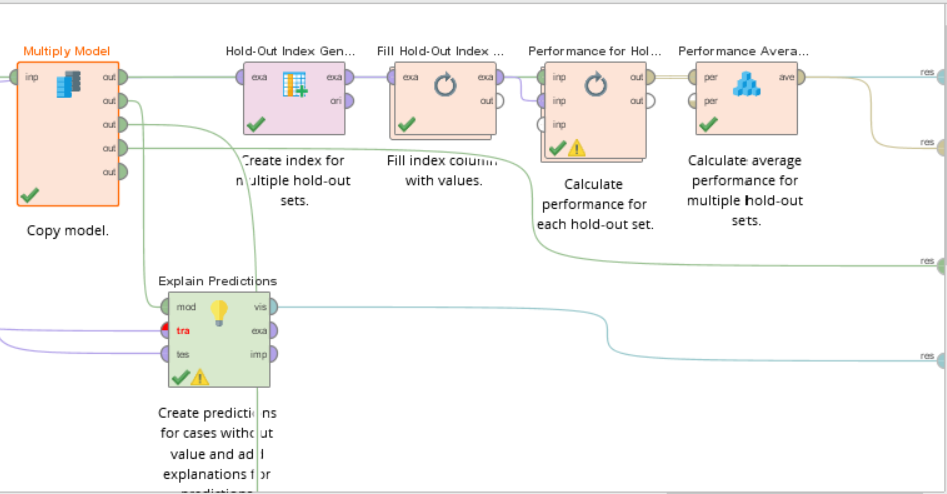 Multiply Model
inp
out
out
out
out
out
Copy model.
Hold-Out Index Gen...
exa
exa
ori
Create index for
multiple hold-out
sets.
Fill Hold-Out Index ...
exa
exa
out
Fill index column
with values.
Performance for Hol...
inp
inp
inp
out
out
Calculate
performance for
each hold-out set.
Performance Avera...
per
per
ave
Calculate average
performance for
multiple hold-out
sets.
res
res
res
res
Explain Predictions
mod
tra
tes
vis
exa
imp
Create predictions
for cases without
value and add
explanations for
predictions